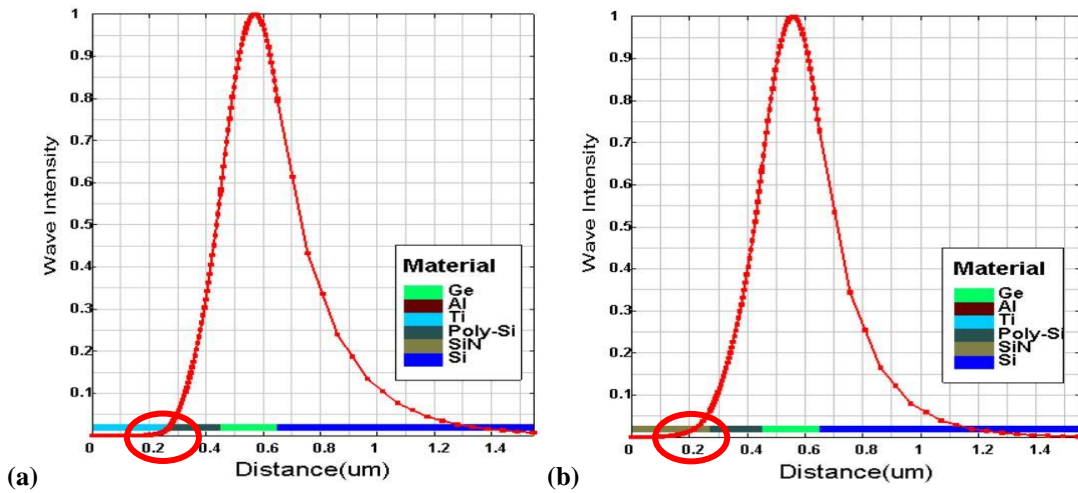 1
0.9
0.8
0.7
0.6
0.5
0.4
0.3
0.2
0.1
Wave Intensity
Material
Ge
Al
Ti
Poly-Si
SiN
Si
0 0.2 0.4 0.6 0.8 1 1.2 1.4
Distance(um)
(a)
1
0.9
0.8
0.7
0.6
0.5
0.4
0.3
0.2
0.1
Wave Intensity
Material
Ge
Al
Ti
Poly-Si
SiN
Si
0 0.2 0.4 0.6 0.8 1 1.2 1.4
Distance(um)
(b)